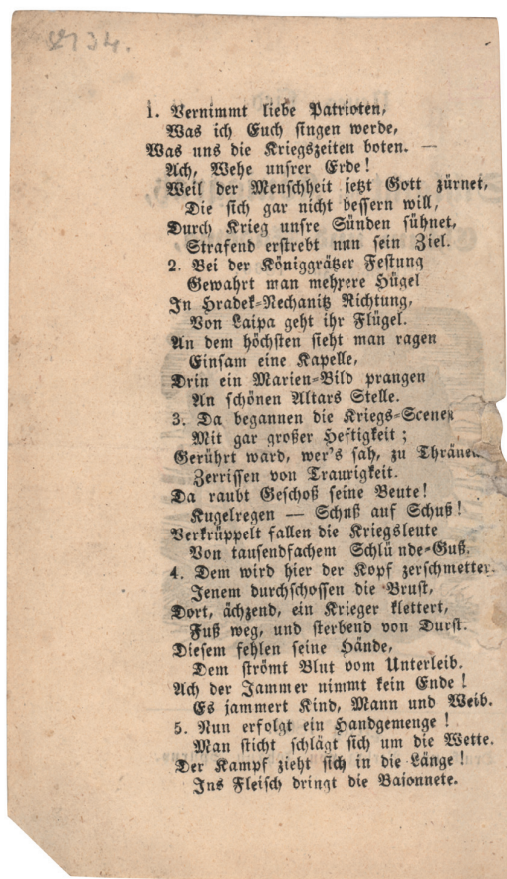 1. Vernimmt liebe Patrioten,
Was ich Euch singen werde,
Was uns die Kriegszeiten boten. —
Ach, Wehe unsrer Erde!
Weil der Menschheit jetzt Gott zürnet,
Die sich gar nicht bessern will,
Durch Krieg unsre Sünden sühnet,
Strafend erstrebt nun sein Ziel.
2. Bei der Königgrätzer Festung
Gewahrt man mehrere Hügel
In Hradek-Nechanitz Richtung,
Von Laipa geht ihr Flügel.
An dem höchsten sieht man ragen
Einsam eine Kapelle,
Drin ein Marien-Bild prangen
An schönen Altars Stelle.
3. Da begannen die Kriegs-Scenen
Mit gar großer Heftigkeit;
Gerührt ward, wer's sah, zu Thränen
Zerrissen von Traurigkeit.
Da raubt Geschoß seine Beute!
Kugelregen — Schuß auf Schuß!
Verkrüppelt fallen die Kriegsleute
Von tausendfachem Schlünde-Guß.
4. Dem wird hier der Kopf zerschmetter
Jenem durchschossen die Brust,
Dort, ächzend, ein Krieger klettert,
Fuß weg, und sterbend von Durst.
Diesem fehlen seine Hände,
Dem strömt Blut vom Unterleib.
Ach der Jammer nimmt kein Ende!
Es jammert Kind, Mann und Weib.
5. Nun erfolgt ein Handgemenge!
Man sticht schlägt sich um die Wette.
Der Kampf zieht sich in die Länge!
Ins Fleisch dringt die Baionnete.